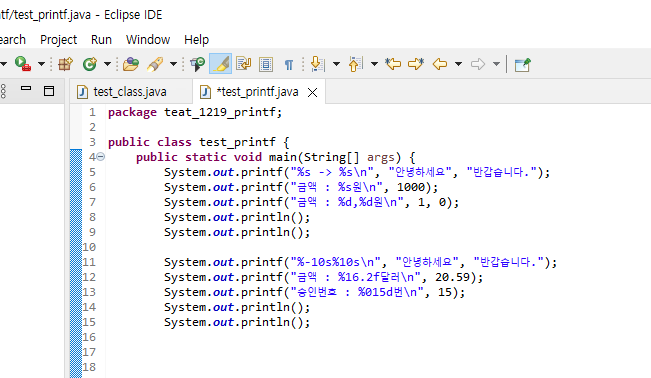 ntf/test_printf.java - Eclipse IDE
earch Project Run Window Help
test_class.java *test_printf.java
1 package teat_1219_printf;
2
3 public class test_printf {
4 public static void main(String[] args) {
5 System.out.printf("%s -> %s\n", "안녕하세요", "반갑습니다.");
6 System.out.printf("금액 : %s원\n", 1000);
7 System.out.printf("금액 : %d,%d원\n", 1, 0);
8 System.out.println();
9 System.out.println();
10
11 System.out.printf("%-10s%10s\n", "안녕하세요", "반갑습니다.");
12 System.out.printf("금액 : %16.2f달러\n", 20.59);
13 System.out.printf("승인번호 : %015d번\n", 15);
14 System.out.println();
15 System.out.println();
16
17
18